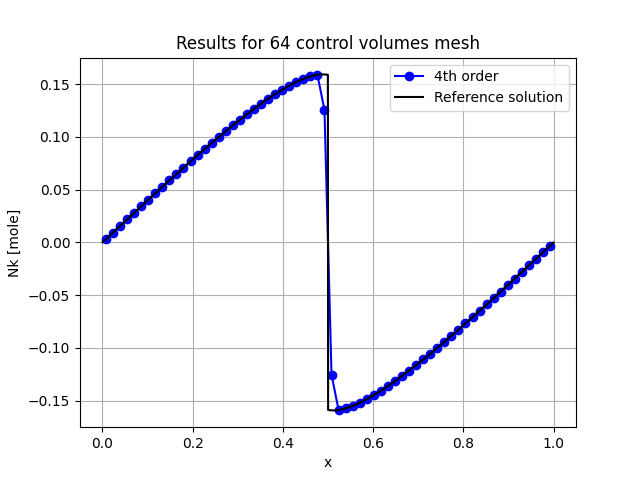 Results for 64 control volumes mesh
4th order
Reference solution
Nk [mole]
0.15
0.10
0.05
0.00
−0.05
−0.10
−0.15
0.0 0.2 0.4 0.6 0.8 1.0
x